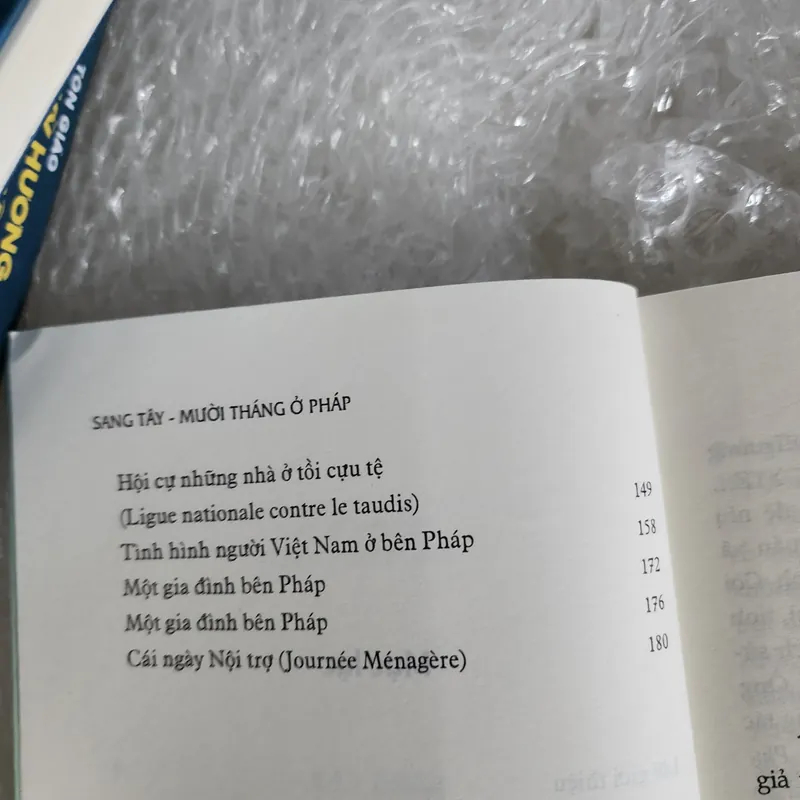 TÔN GIÁO
HƯƠNG
SANG TÂY - MƯỜI THÁNG Ở PHÁP
Hội cự những nhà ở tồi cựu tệ
(Ligue nationale contre le taudis) 149
Tình hình người Việt Nam ở bên Pháp 158
Một gia đình bên Pháp 172
Một gia đình bên Pháp 176
Cái ngày Nội trợ (Journée Ménagère) 180
giả